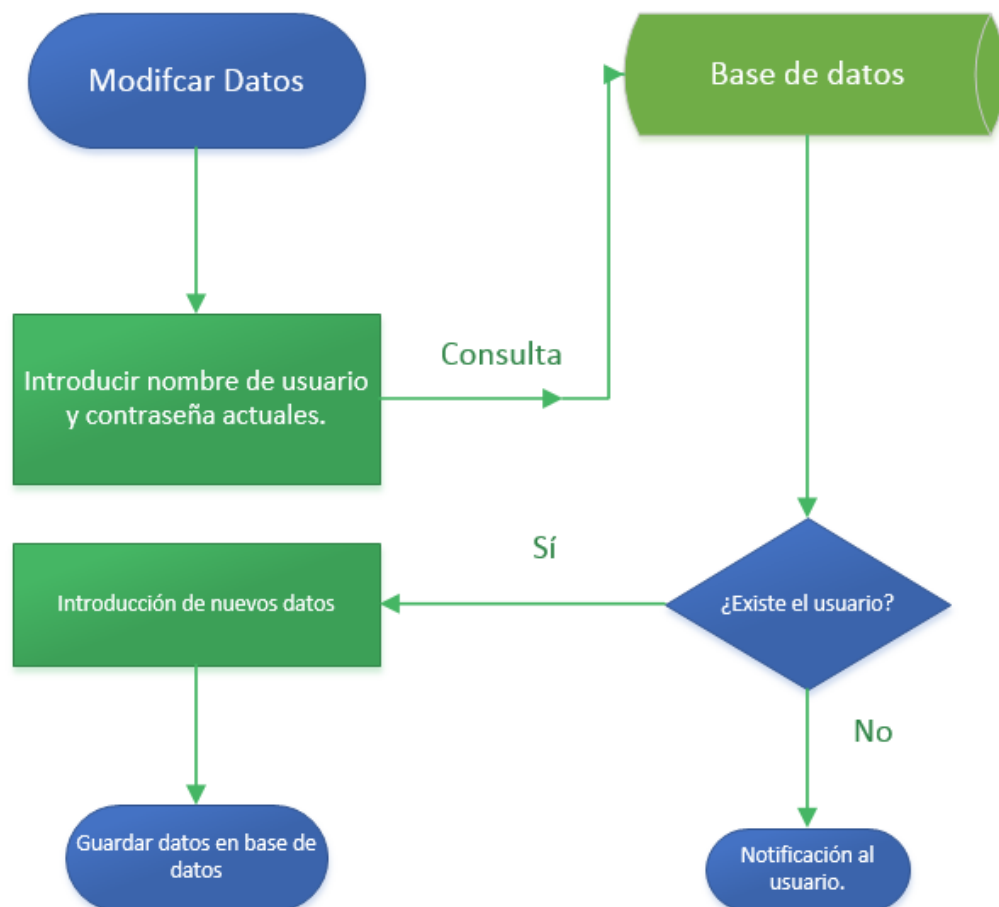 Modifcar Datos
Base de datos
Introducir nombre de usuario
y contraseña actuales.
Consulta
Sí
Introducción de nuevos datos
¿Existe el usuario?
No
Guardar datos en base de
datos
Notificación al
usuario.